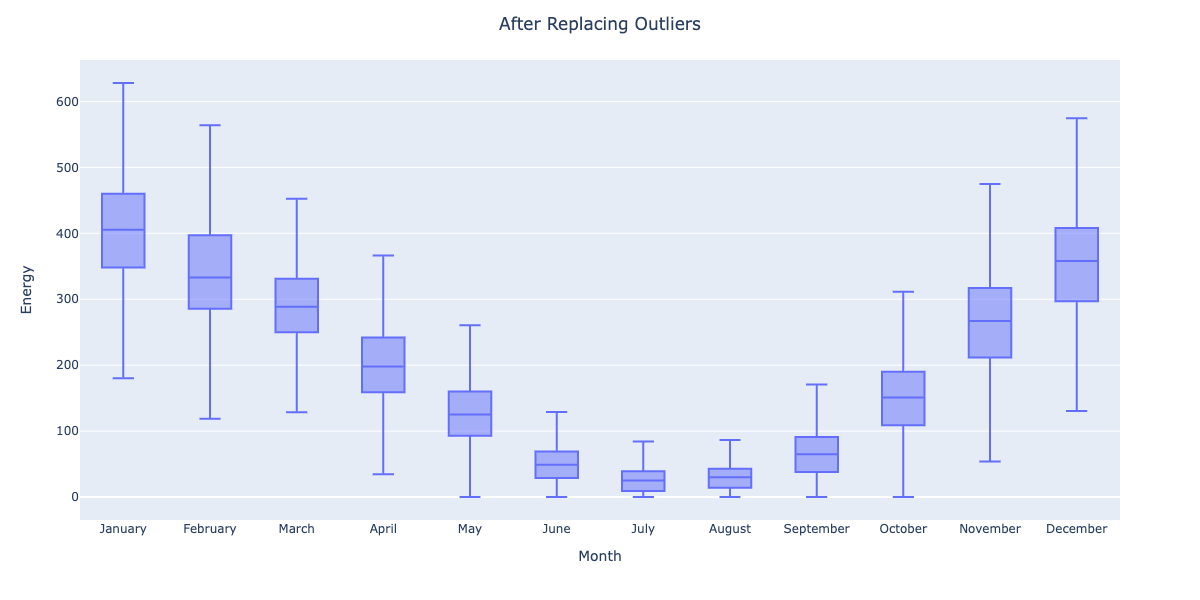 After Replacing Outliers
Energy
600
500
400
300
200
100
0
January February March April May June July August September October November December
Month